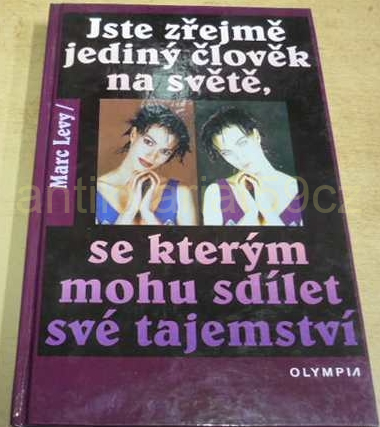 Jste zřejmě
jediný člověk
na světě,
Marc Levy/
se kterým
mohu sdílet
své tajemství
OLYMPIA